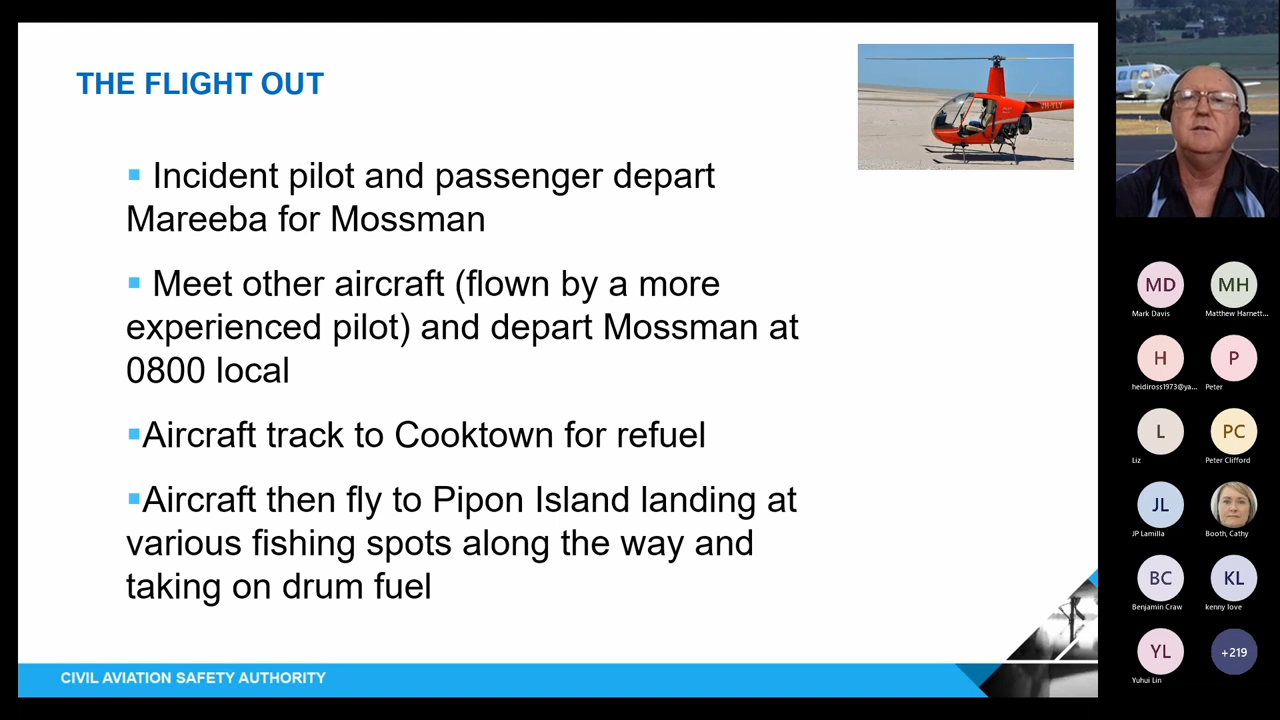 THE FLIGHT OUT
▪ Incident pilot and passenger depart
Mareeba for Mossman
▪ Meet other aircraft (flown by a more
experienced pilot) and depart Mossman at
0800 local
▪Aircraft track to Cooktown for refuel
▪Aircraft then fly to Pipon Island landing at
various fishing spots along the way and
taking on drum fuel
CIVIL AVIATION SAFETY AUTHORITY
MD
Mark Davis
MH
Matthew Harnett...
H
heidiross1973@ya...
P
Peter
L
Liz
PC
Peter Clifford
JL
JP Lamilla
Booth, Cathy
BC
Benjamin Craw
KL
kenny love
YL
Yuhui Lin
+219